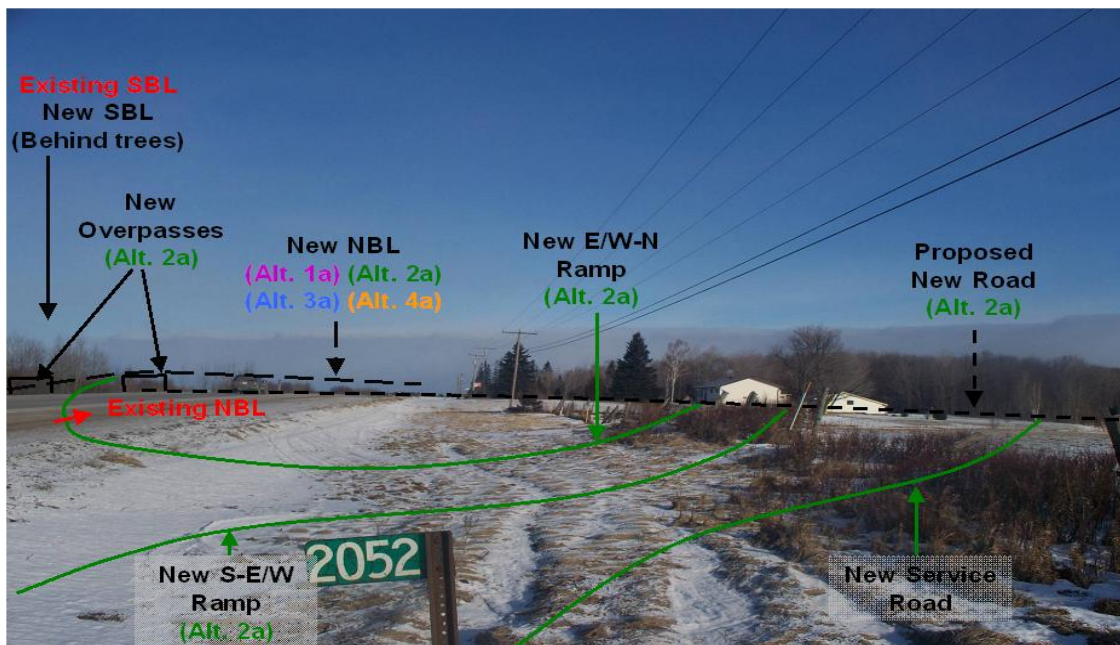 Existing SBL
New SBL
(Behind trees)
New
Overpasses
(Alt. 2a)
New NBL
(Alt. 1a) (Alt. 2a)
(Alt. 3a) (Alt. 4a)
New E/W-N
Ramp
(Alt. 2a)
Proposed
New Road
(Alt. 2a)
Existing NBL
New S-E/W
Ramp
(Alt. 2a)
2052
New Service
Road